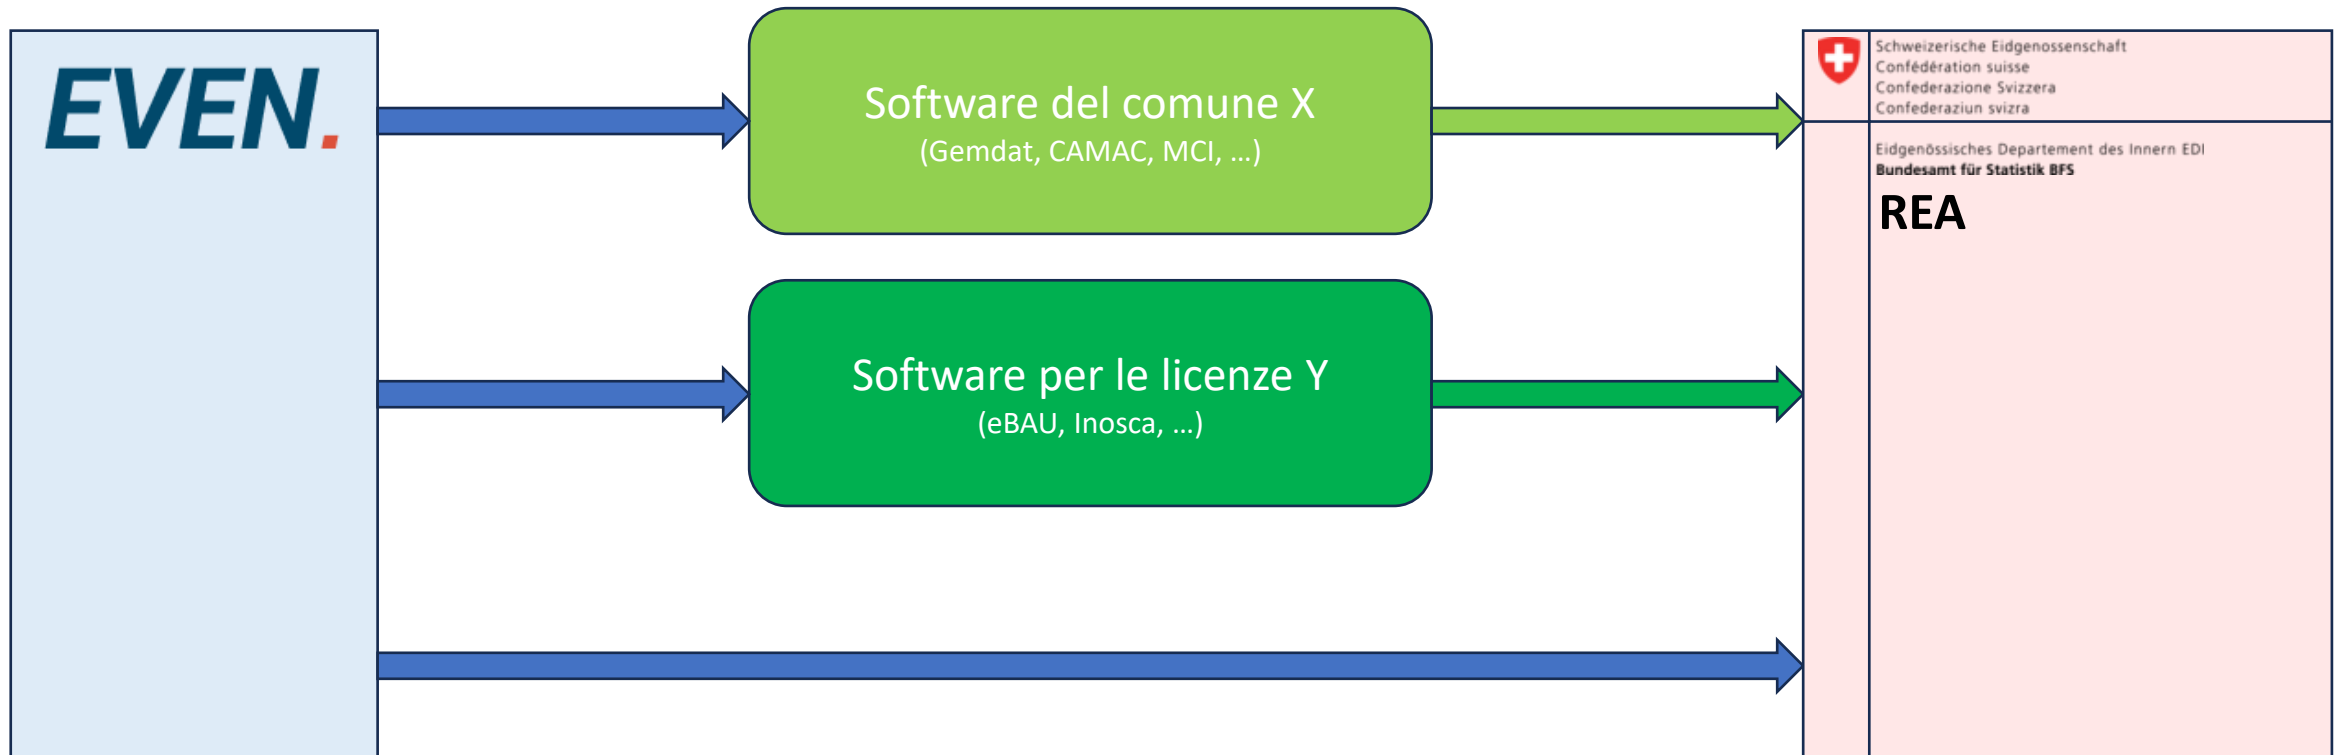 EVEN.
Software del comune X
(Gemdat, CAMAC, MCI, …)
Schweizerische Eidgenossenschaft
Confédération suisse
Confederazione Svizzera
Confederaziun svizra
Eidgenössisches Departement des Innern EDI
Bundesamt für Statistik BFS
REA
Software per le licenze Y
(eBAU, Inosca, …)